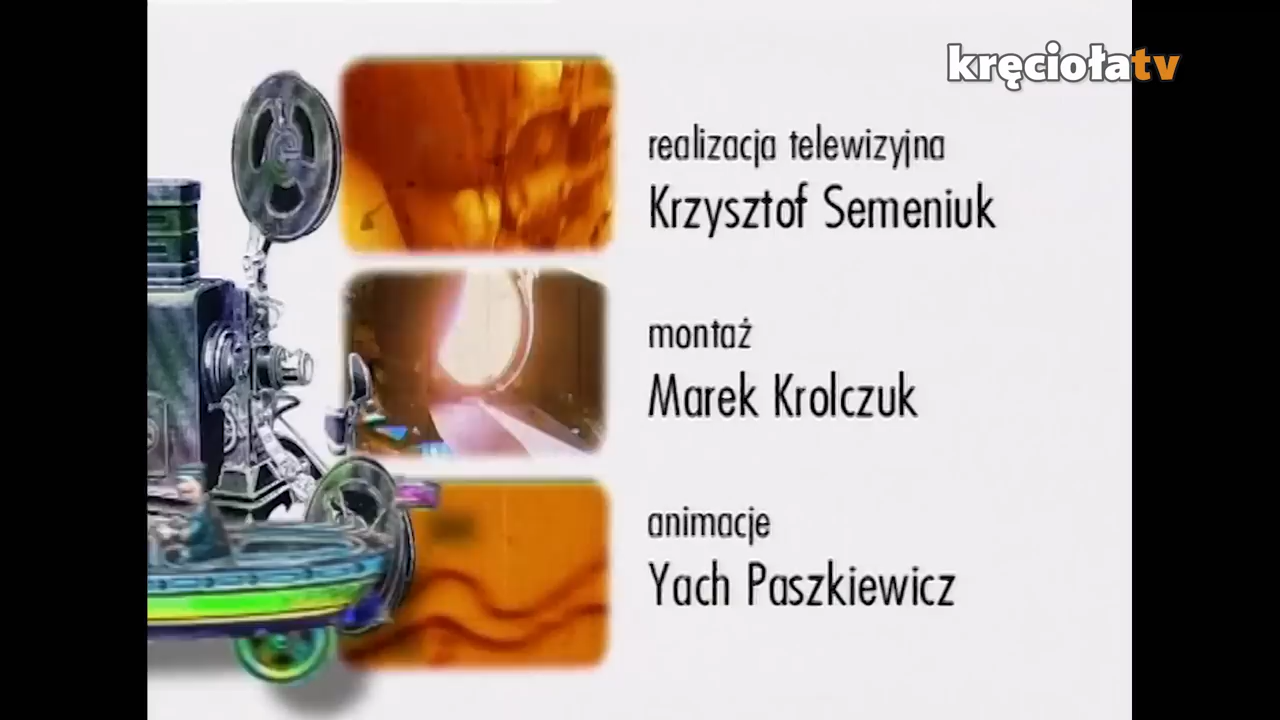 kręciołatv
realizacja telewizyjna
Krzysztof Semeniuk
montaż
Marek Krolczuk
animacje
Yach Paszkiewicz